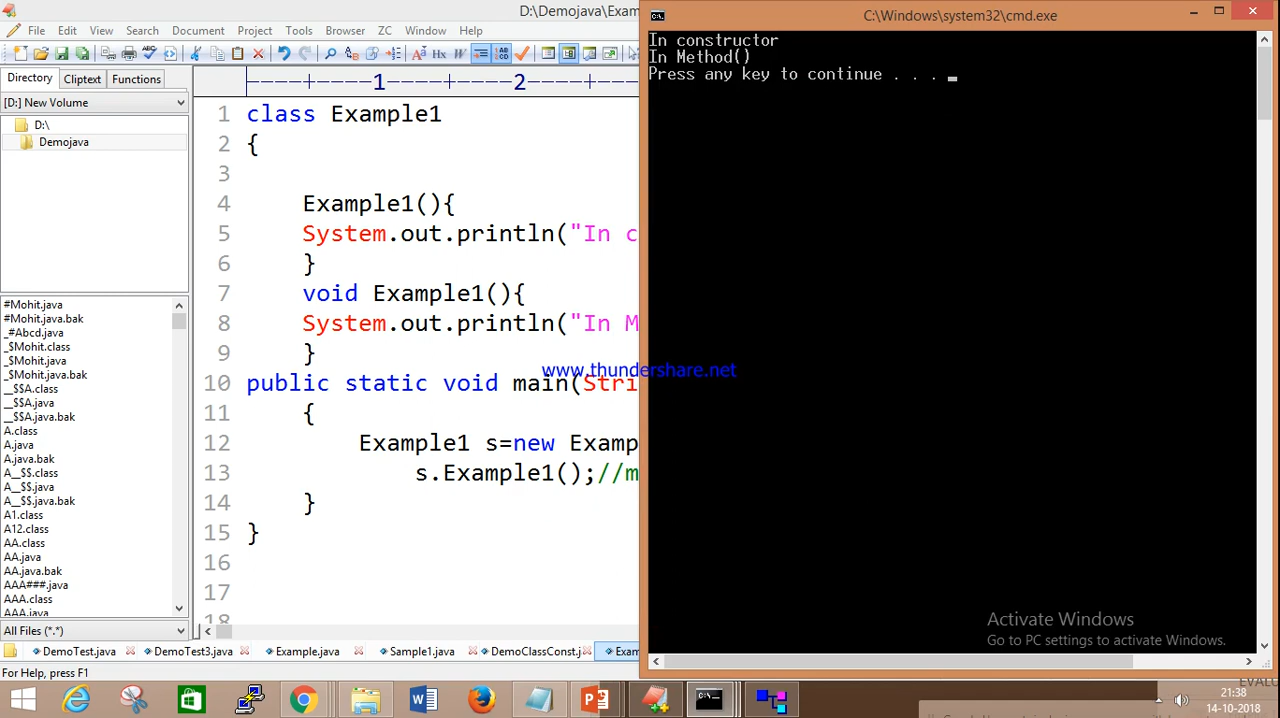 D:\Demojava\Exa
File Edit View Search Document Project Tools Browser ZC Window Help
Directory Cliptext Functions
[D:] New Volume
D:\
Demojava
#Mohit.java
#Mohit.java.bak
_#Abcd.java
_$Mohit.class
_$Mohit.java
_$Mohit.java.bak
__$$A.class
__$$A.java
__$$A.java.bak
A.class
A.java
A.java.bak
A__$$.class
A__$$.java
A__$$.java.bak
A1.class
A12.class
AA.class
AA.java
AA.java.bak
AAA###.java
AAA.class
AAA.java
All Files (*.*)
1 2
1 class Example1
2 {
3
4 Example1(){
5 System.out.println("In c
6 }
7 void Example1(){
8 System.out.println("In M
9 }
10 public static void main(Stri
11 {
12 Example1 s=new Examp
13 s.Example1();//m
14 }
15 }
16
17
18
www.thundershare.net
DemoTest.java DemoTest3.java Example.java Sample1.java DemoClassConst.j Exam
For Help, press F1
C:\Windows\system32\cmd.exe
In constructor
In Method()
Press any key to continue . . .
Activate Windows
Go to PC settings to activate Windows.
21:38
14-10-2018